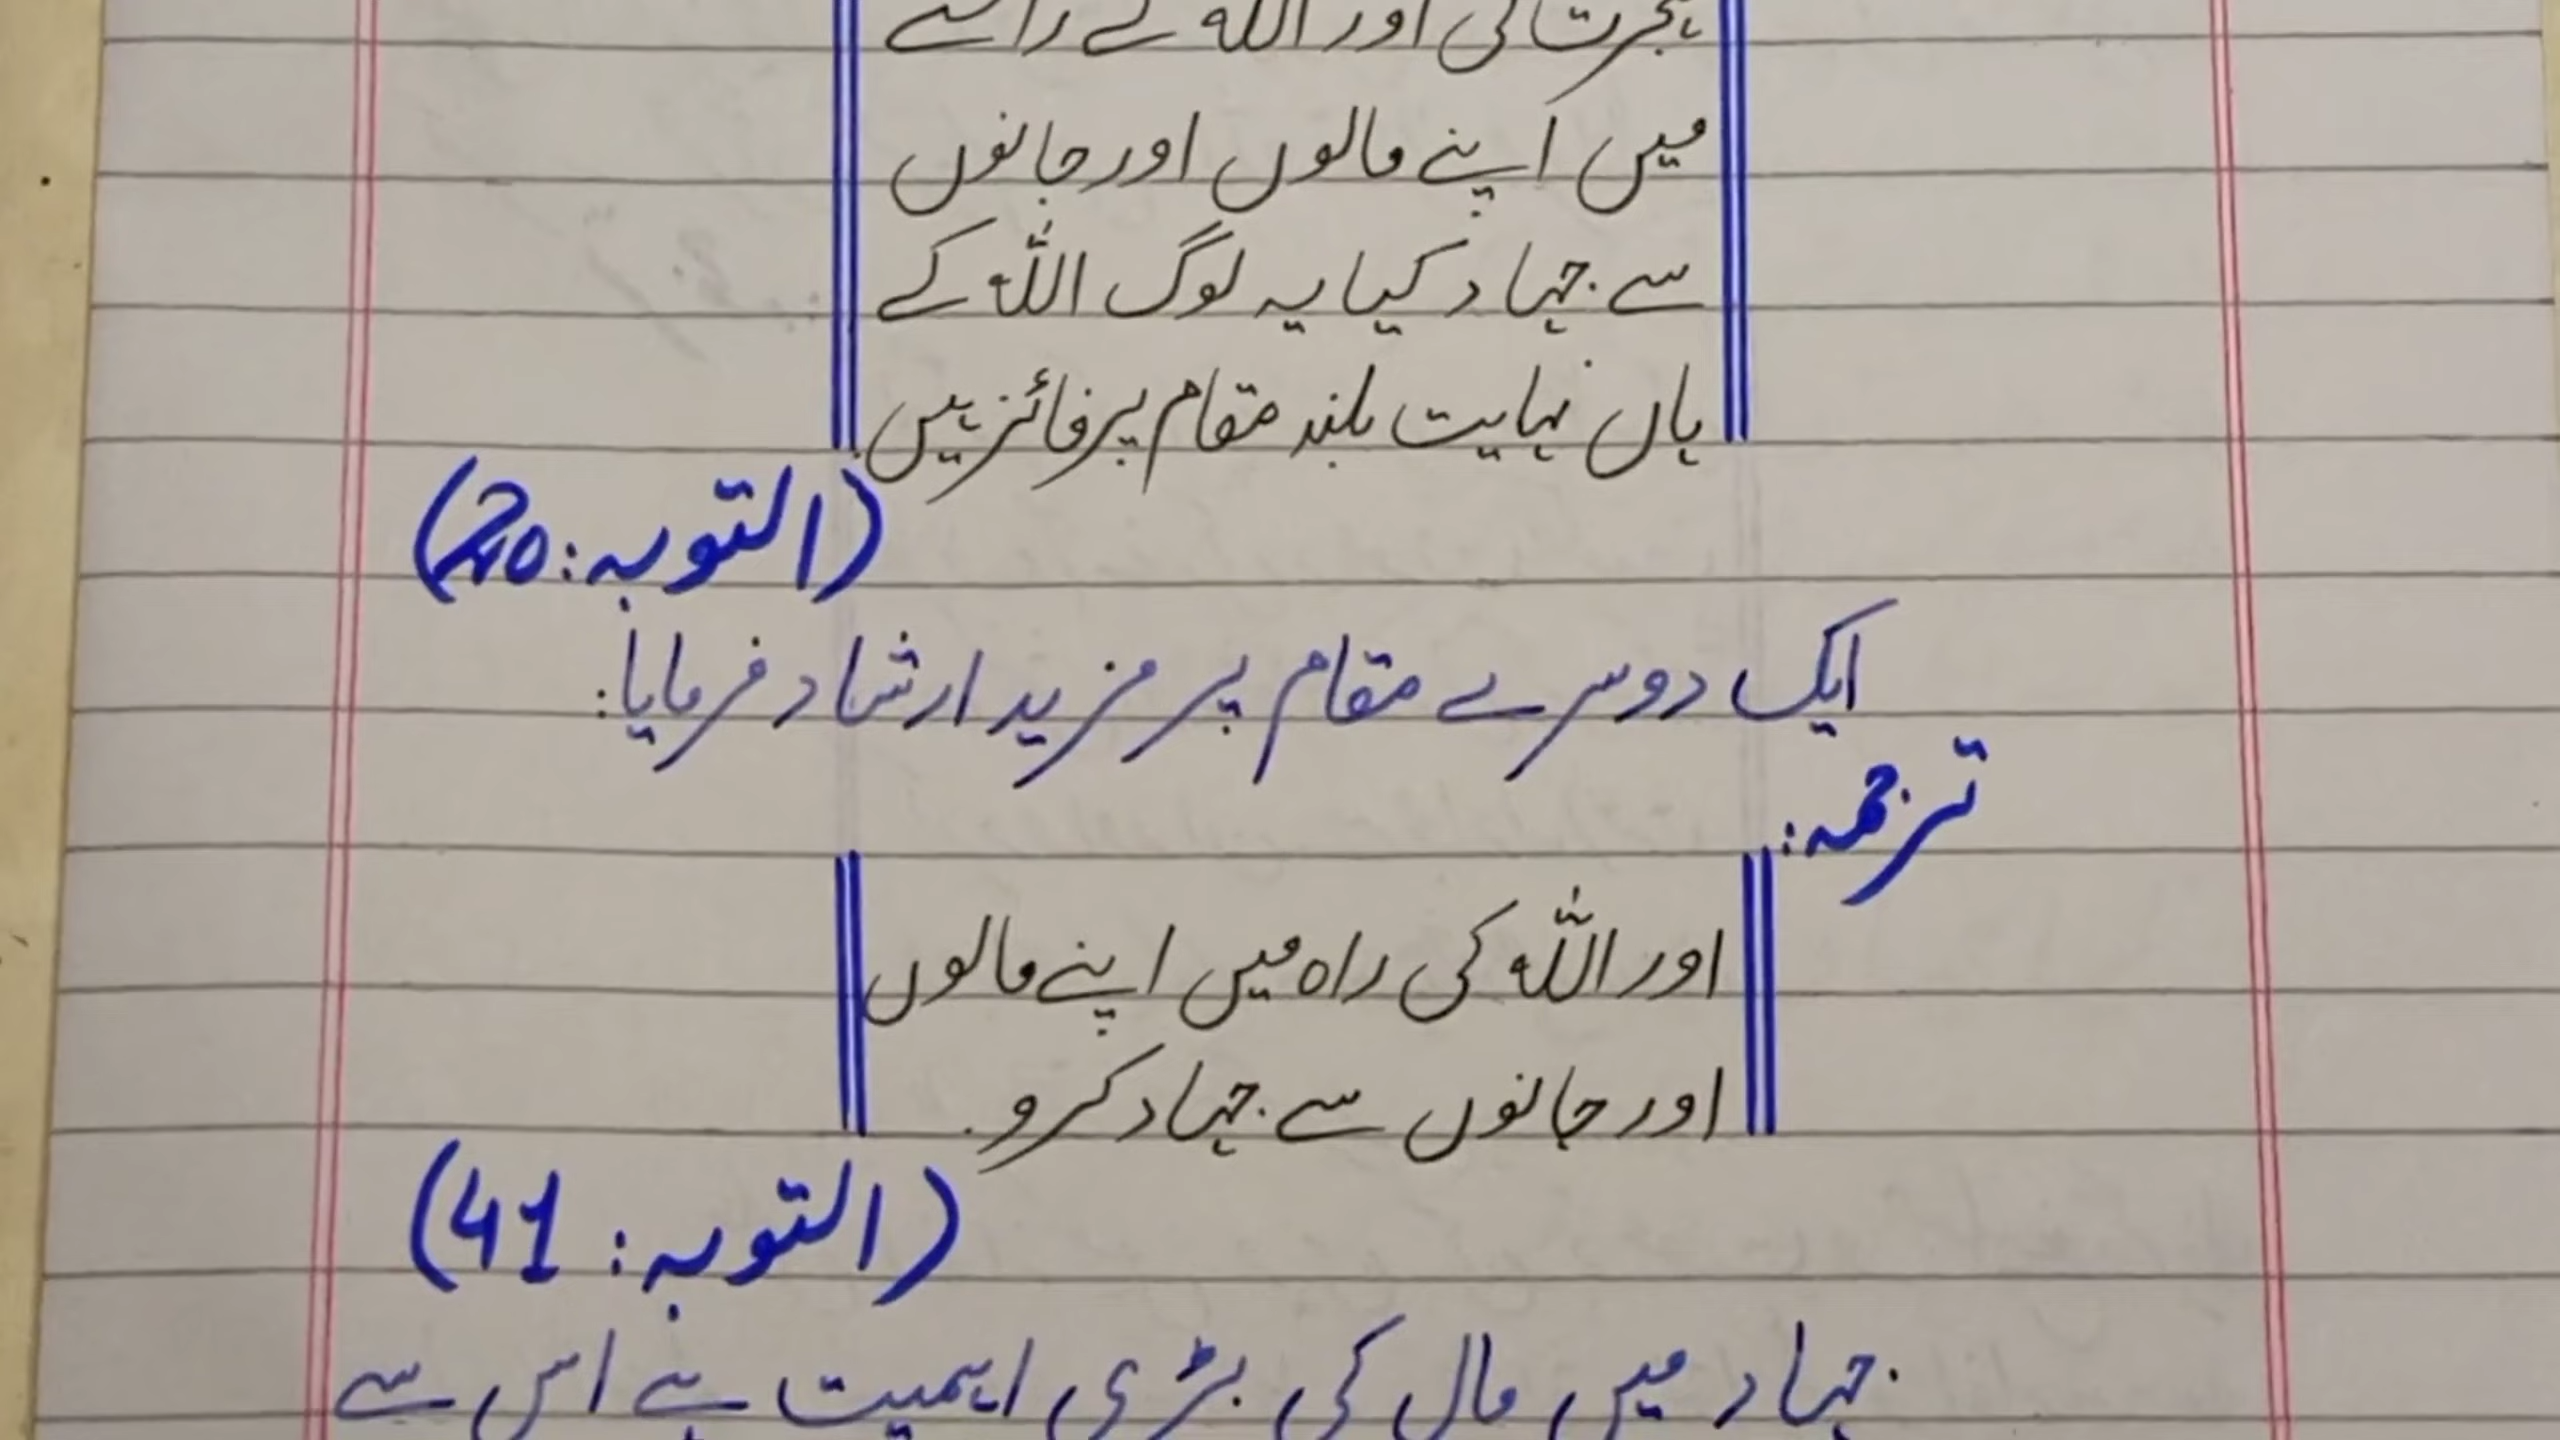 ہجرت کی اور اللہ کے راستے
میں اپنے مالوں اور جانوں
سے جہاد کیا یہ لوگ اللہ کے
ہاں نہایت بلند مقام پر فائز ہیں
(التوبہ: 20)
ایک دوسرے مقام پر مزید ارشاد فرمایا:
ترجمہ:
اور اللہ کی راہ میں اپنے مالوں
اور جانوں سے جہاد کرو.
(التوبہ: 41)
جہاد میں مال کی بڑی اہمیت ہے اس سے